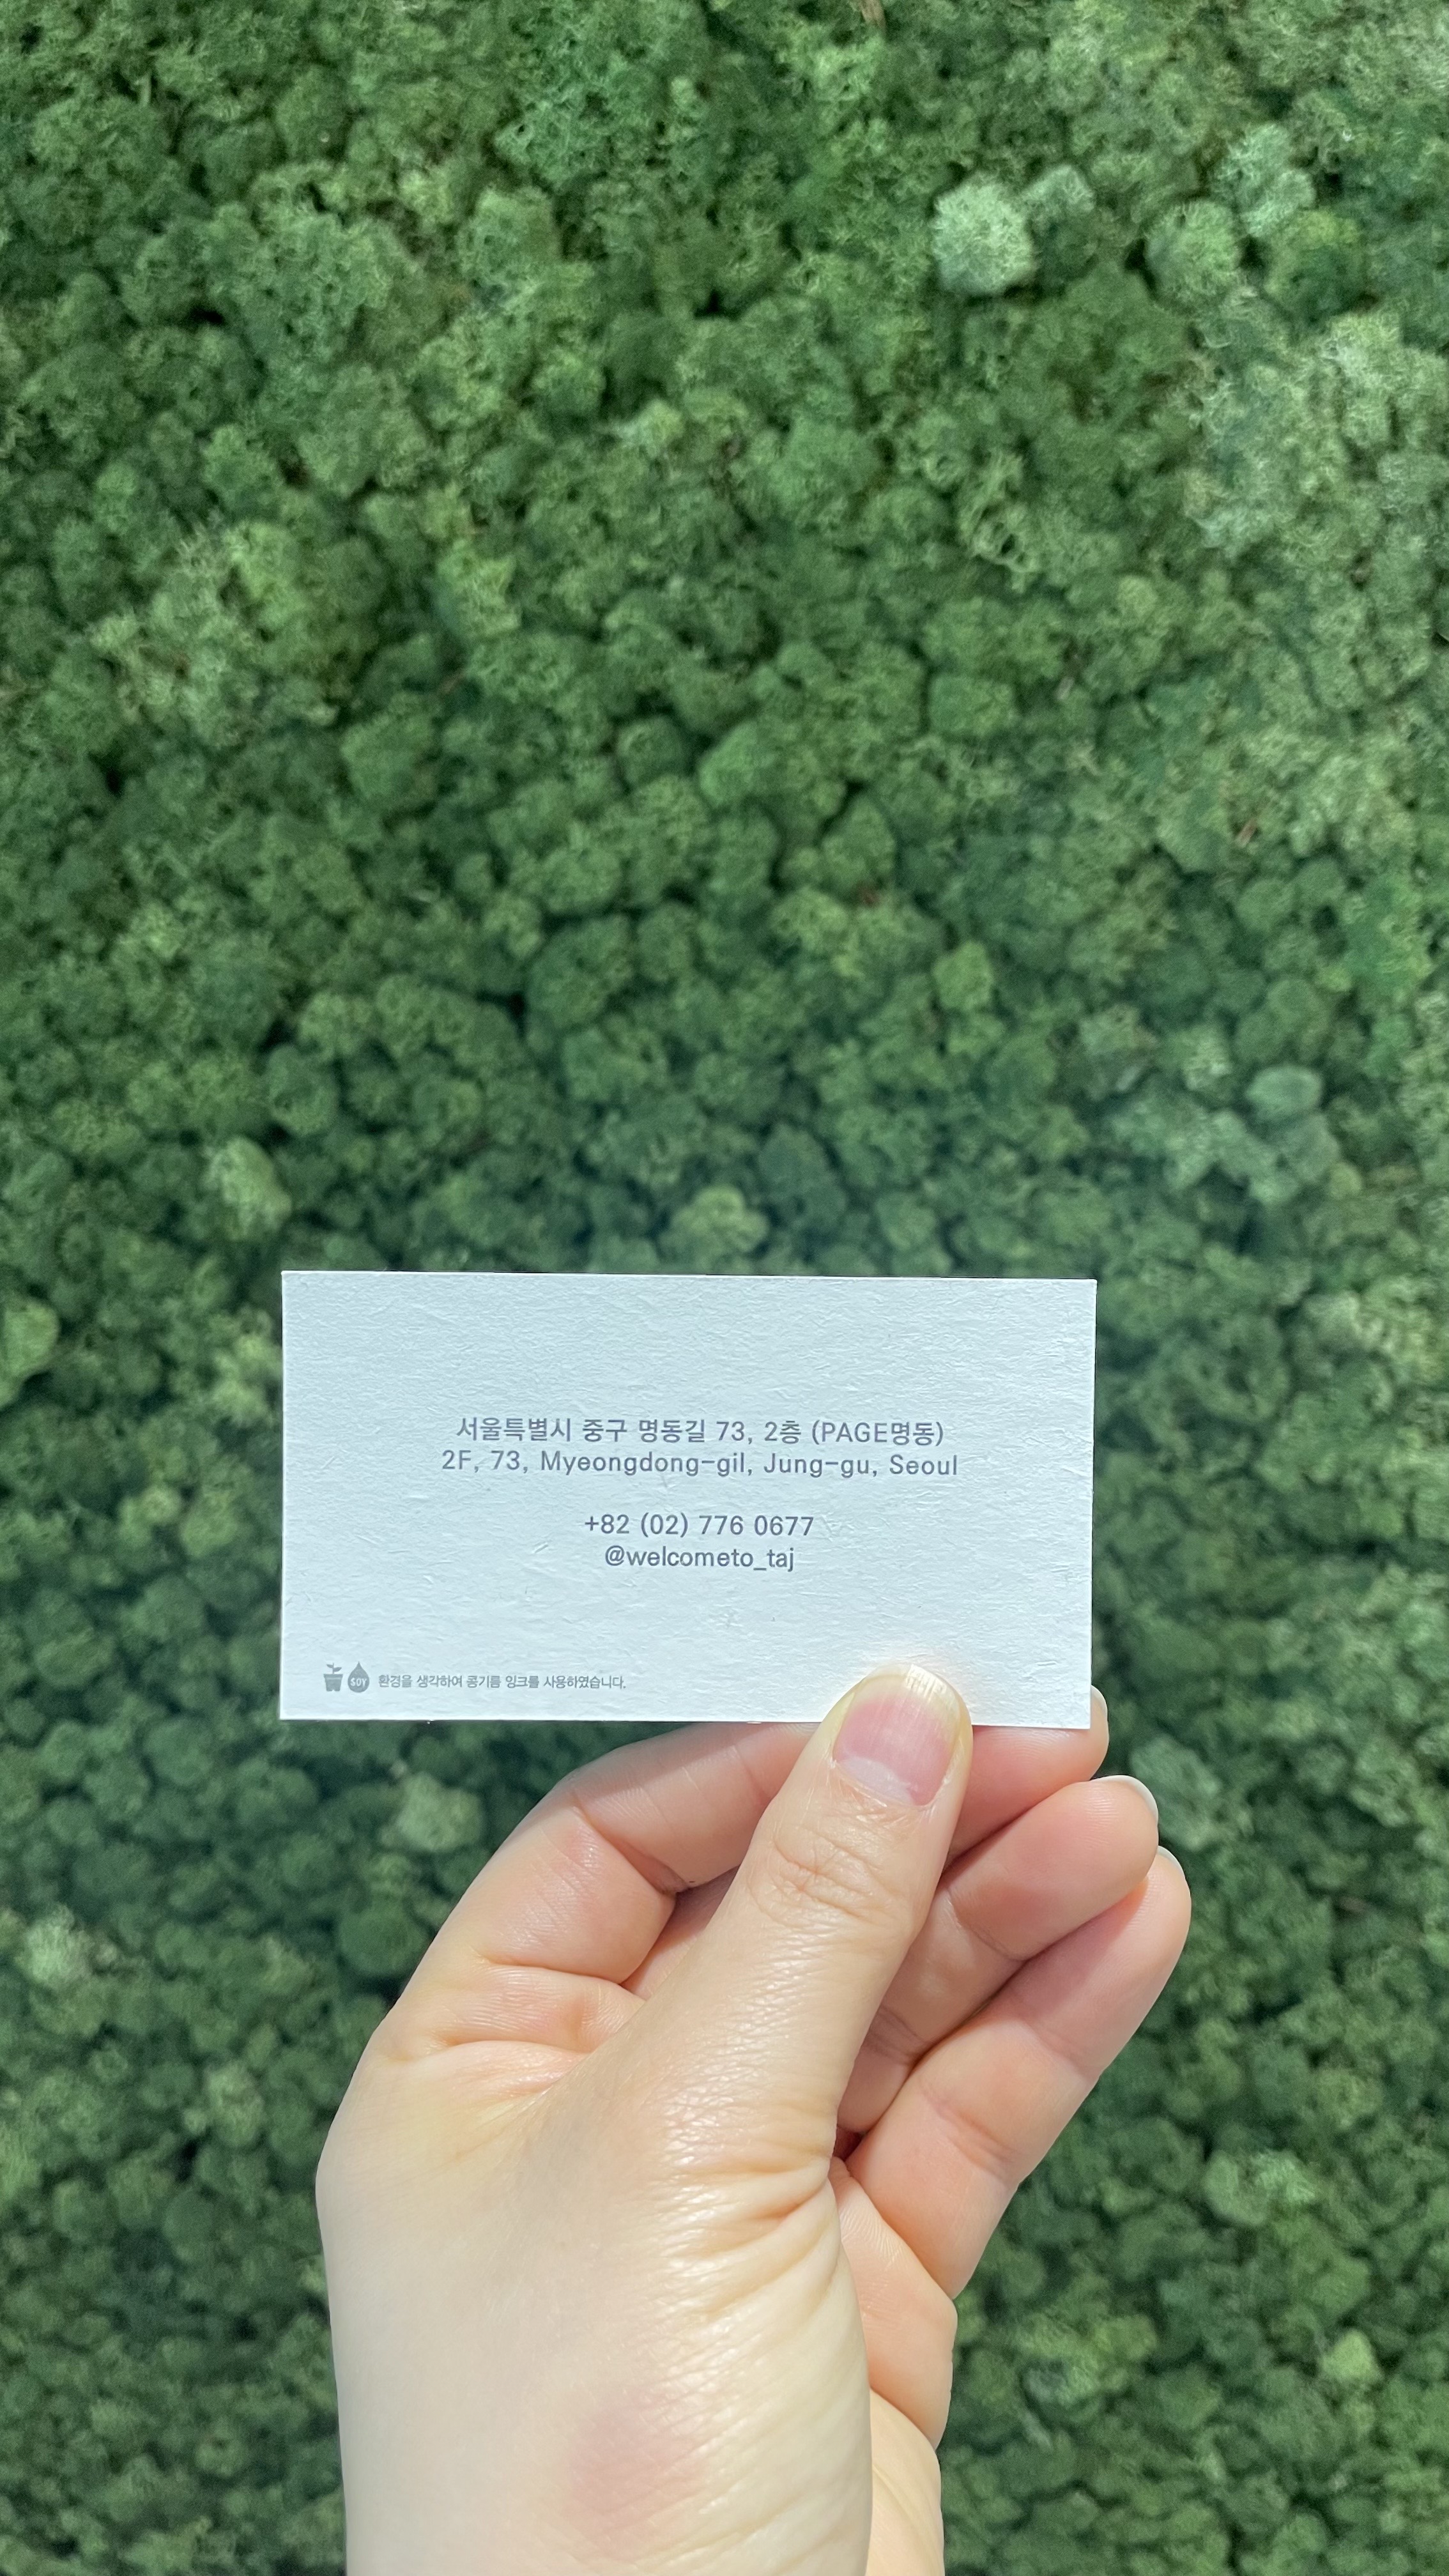 서울특별시 중구 명동길 73, 2층 (PAGE명동)
2F, 73, Myeongdong-gil, Jung-gu, Seoul
+82 (02) 776 0677
@welcometo_taj
SOY 환경을 생각하여 콩기름 잉크를 사용하였습니다.